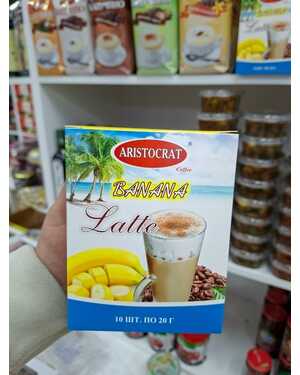 ARISTOCRAT
Coffee
BANANA
Latte
10 ШТ. ПО 20 Г